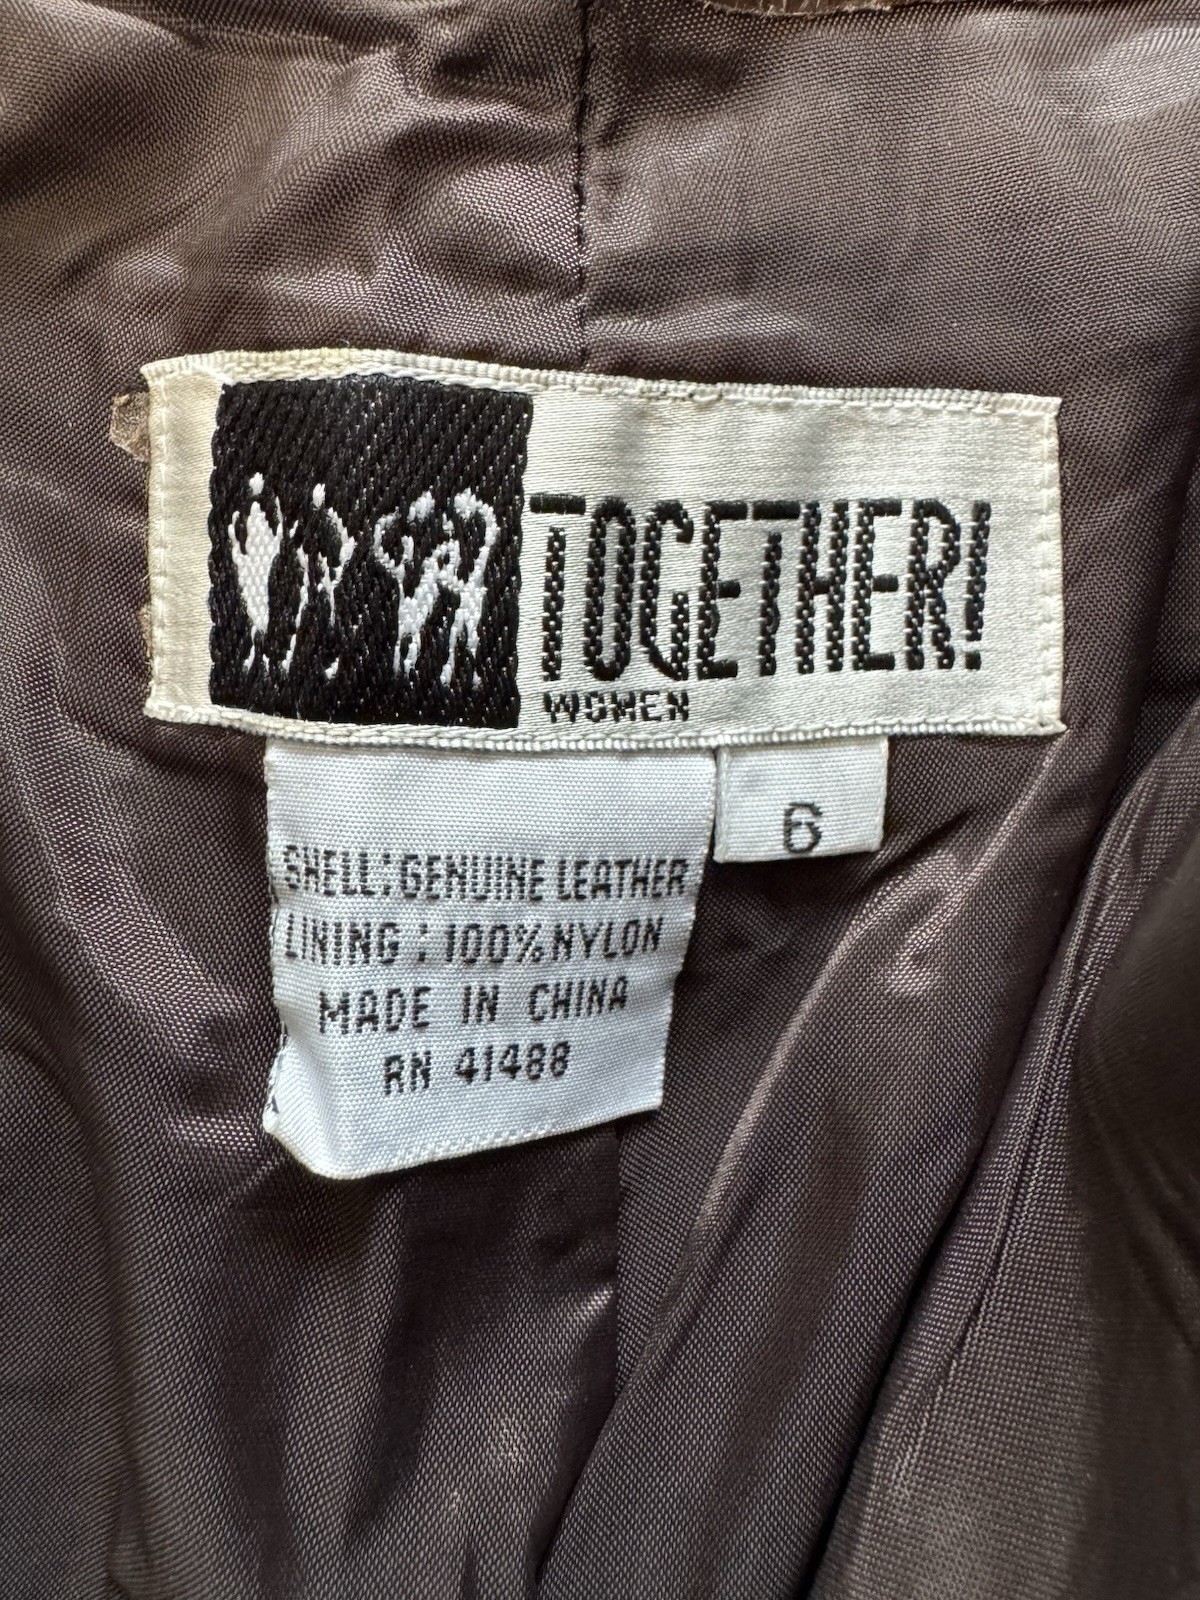 TOGETHER!
WOMEN
6
SHELL: GENUINE LEATHER
LINING : 100% NYLON
MADE IN CHINA
RN 41488